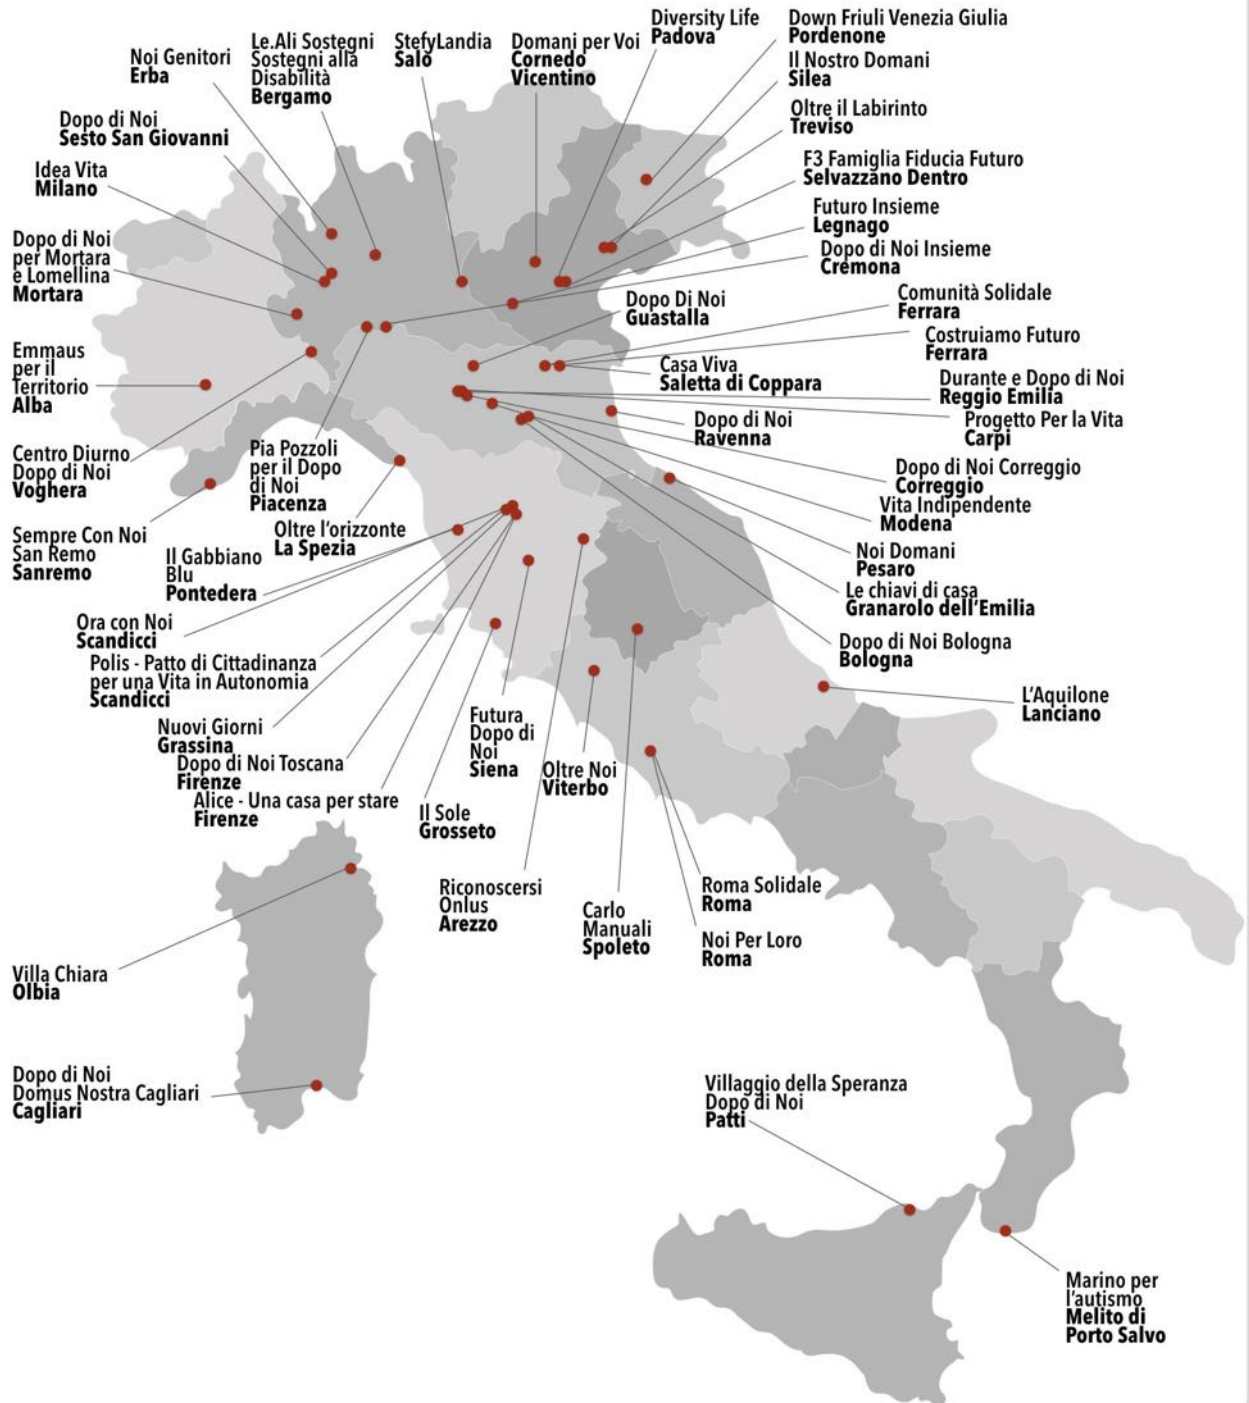 Diversity Life
Padova
Down Friuli Venezia Giulia
Pordenone
Noi Genitori
Erba
Le.Ali Sostegni
Sostegni alla
Disabilità
Bergamo
StefyLandia
Salò
Domani per Voi
Cornedo
Vicentino
Il Nostro Domani
Silea
Dopo di Noi
Sesto San Giovanni
Oltre il Labirinto
Treviso
Idea Vita
Milano
F3 Famiglia Fiducia Futuro
Selvazzano Dentro
Futuro Insieme
Legnago
Dopo di Noi
per Mortara
e Lomellina
Mortara
Dopo di Noi Insieme
Cremona
Dopo Di Noi
Guastalla
Comunità Solidale
Ferrara
Costruiamo Futuro
Ferrara
Emmaus
per il
Territorio
Alba
Casa Viva
Saletta di Coppara
Durante e Dopo di Noi
Reggio Emilia
Dopo di Noi
Ravenna
Progetto Per la Vita
Carpi
Centro Diurno
Dopo di Noi
Voghera
Pia Pozzoli
per il Dopo
di Noi
Piacenza
Dopo di Noi Correggio
Correggio
Vita Indipendente
Modena
Sempre Con Noi
San Remo
Sanremo
Oltre l'orizzonte
La Spezia
Il Gabbiano
Blu
Pontedera
Noi Domani
Pesaro
Le chiavi di casa
Granarolo dell'Emilia
Ora con Noi
Scandicci
Dopo di Noi Bologna
Bologna
Polis - Patto di Cittadinanza
per una Vita in Autonomia
Scandicci
L'Aquilone
Lanciano
Nuovi Giorni
Grassina
Futura
Dopo di
Noi
Siena
Dopo di Noi Toscana
Firenze
Oltre Noi
Viterbo
Alice - Una casa per stare
Firenze
Il Sole
Grosseto
Riconoscersi
Onlus
Arezzo
Carlo
Manuali
Spoleto
Roma Solidale
Roma
Noi Per Loro
Roma
Villa Chiara
Olbia
Dopo di Noi
Domus Nostra Cagliari
Cagliari
Villaggio della Speranza
Dopo di Noi
Patti
Marino per
l'autismo
Melito di
Porto Salvo